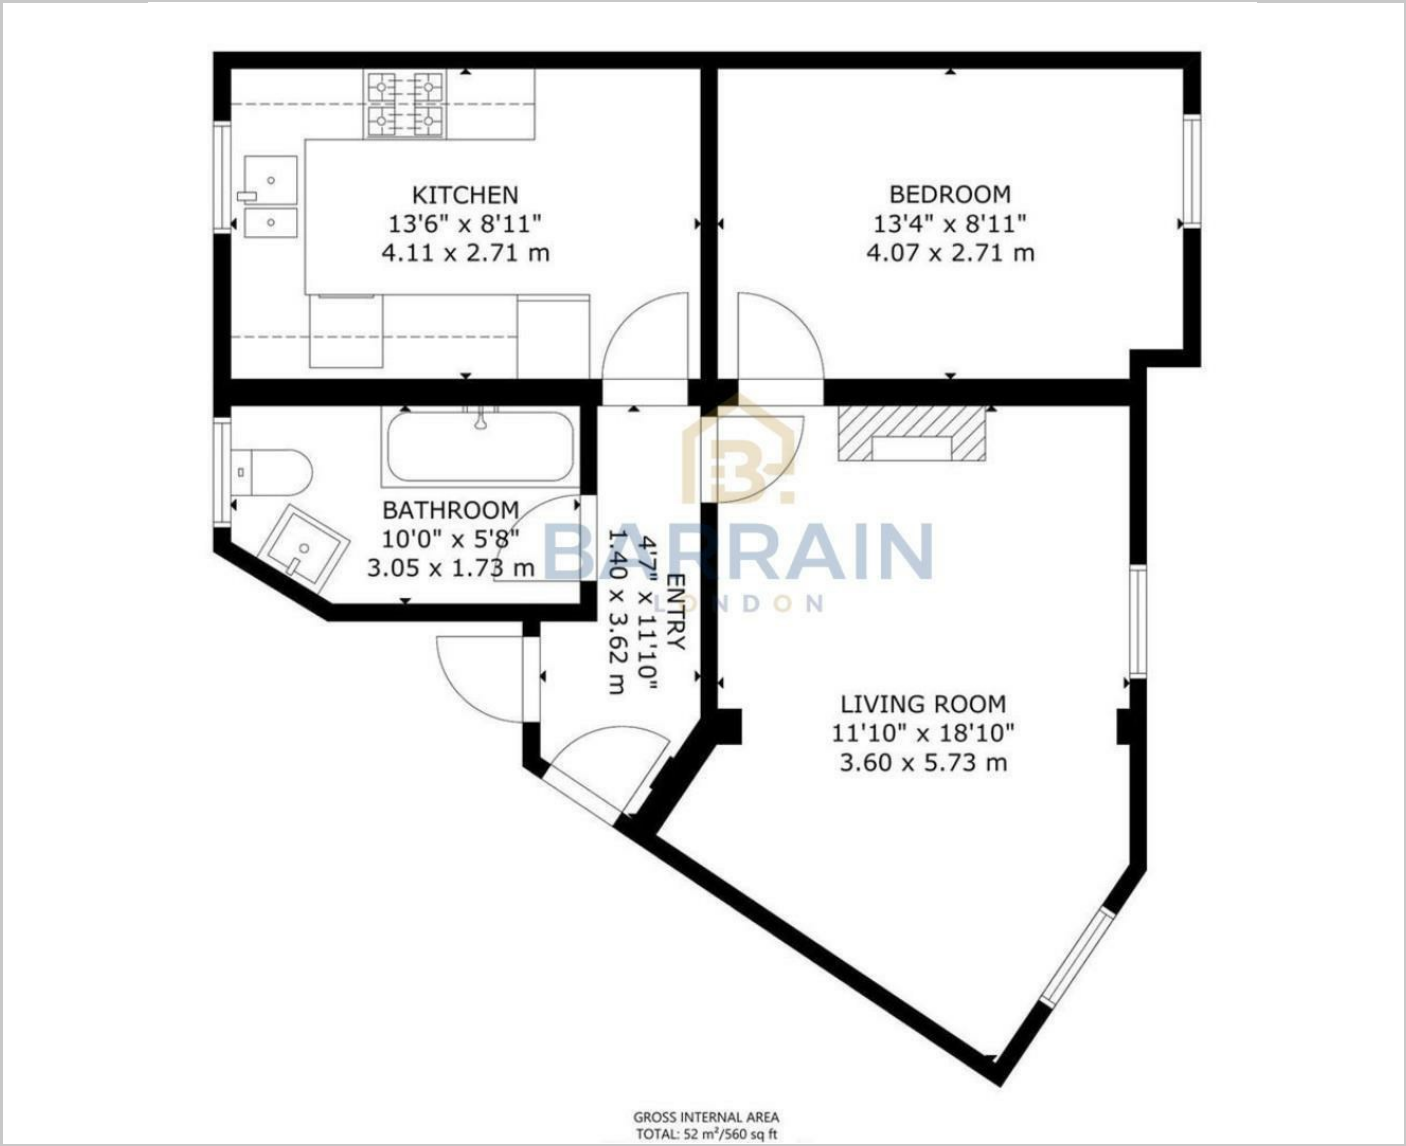 KITCHEN
13'6" x 8'11"
4.11 x 2.71 m
BEDROOM
13'4" x 8'11"
4.07 x 2.71 m
BATHROOM
10'0" x 5'8"
3.05 x 1.73 m
B.
BARRAIN
LONDON
ENTRY
4'7" x 11'10"
1.40 x 3.62 m
LIVING ROOM
11'10" x 18'10"
3.60 x 5.73 m
GROSS INTERNAL AREA
TOTAL: 52 m²/560 sq ft